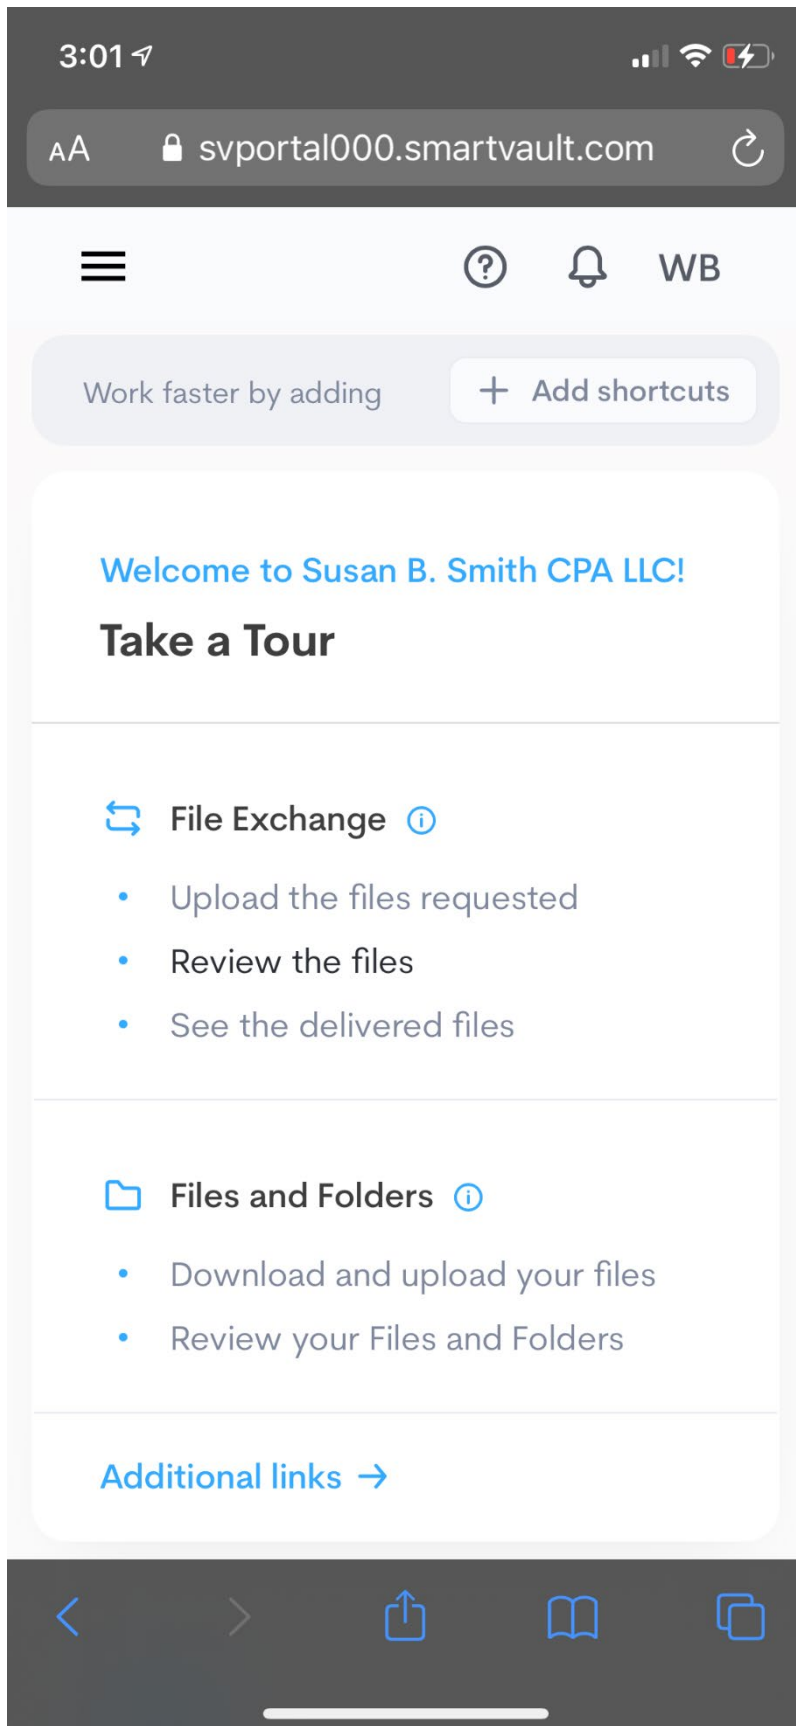 3:01
AA svportal000.smartvault.com
WB
Work faster by adding
+ Add shortcuts
Welcome to Susan B. Smith CPA LLC!
Take a Tour
File Exchange
• Upload the files requested
• Review the files
• See the delivered files
Files and Folders
• Download and upload your files
• Review your Files and Folders
Additional links →